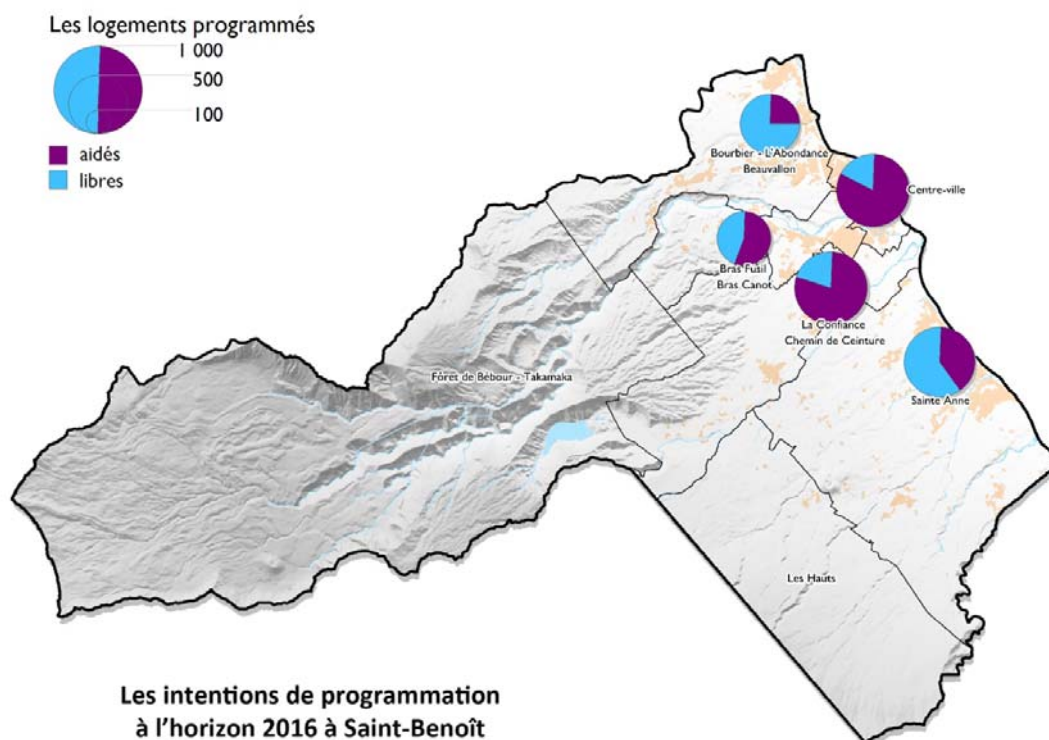 Les logements programmés
1 000
500
100
aidés
libres
Bourbier - L'Abondance
Beauvallon
Centre-ville
Bras Fusil
Bras Canot
La Confiance
Chemin de Ceinture
Sainte Anne
Fôret de Bébour - Takamaka
Les Hauts
Les intentions de programmation
à l'horizon 2016 à Saint-Benoît